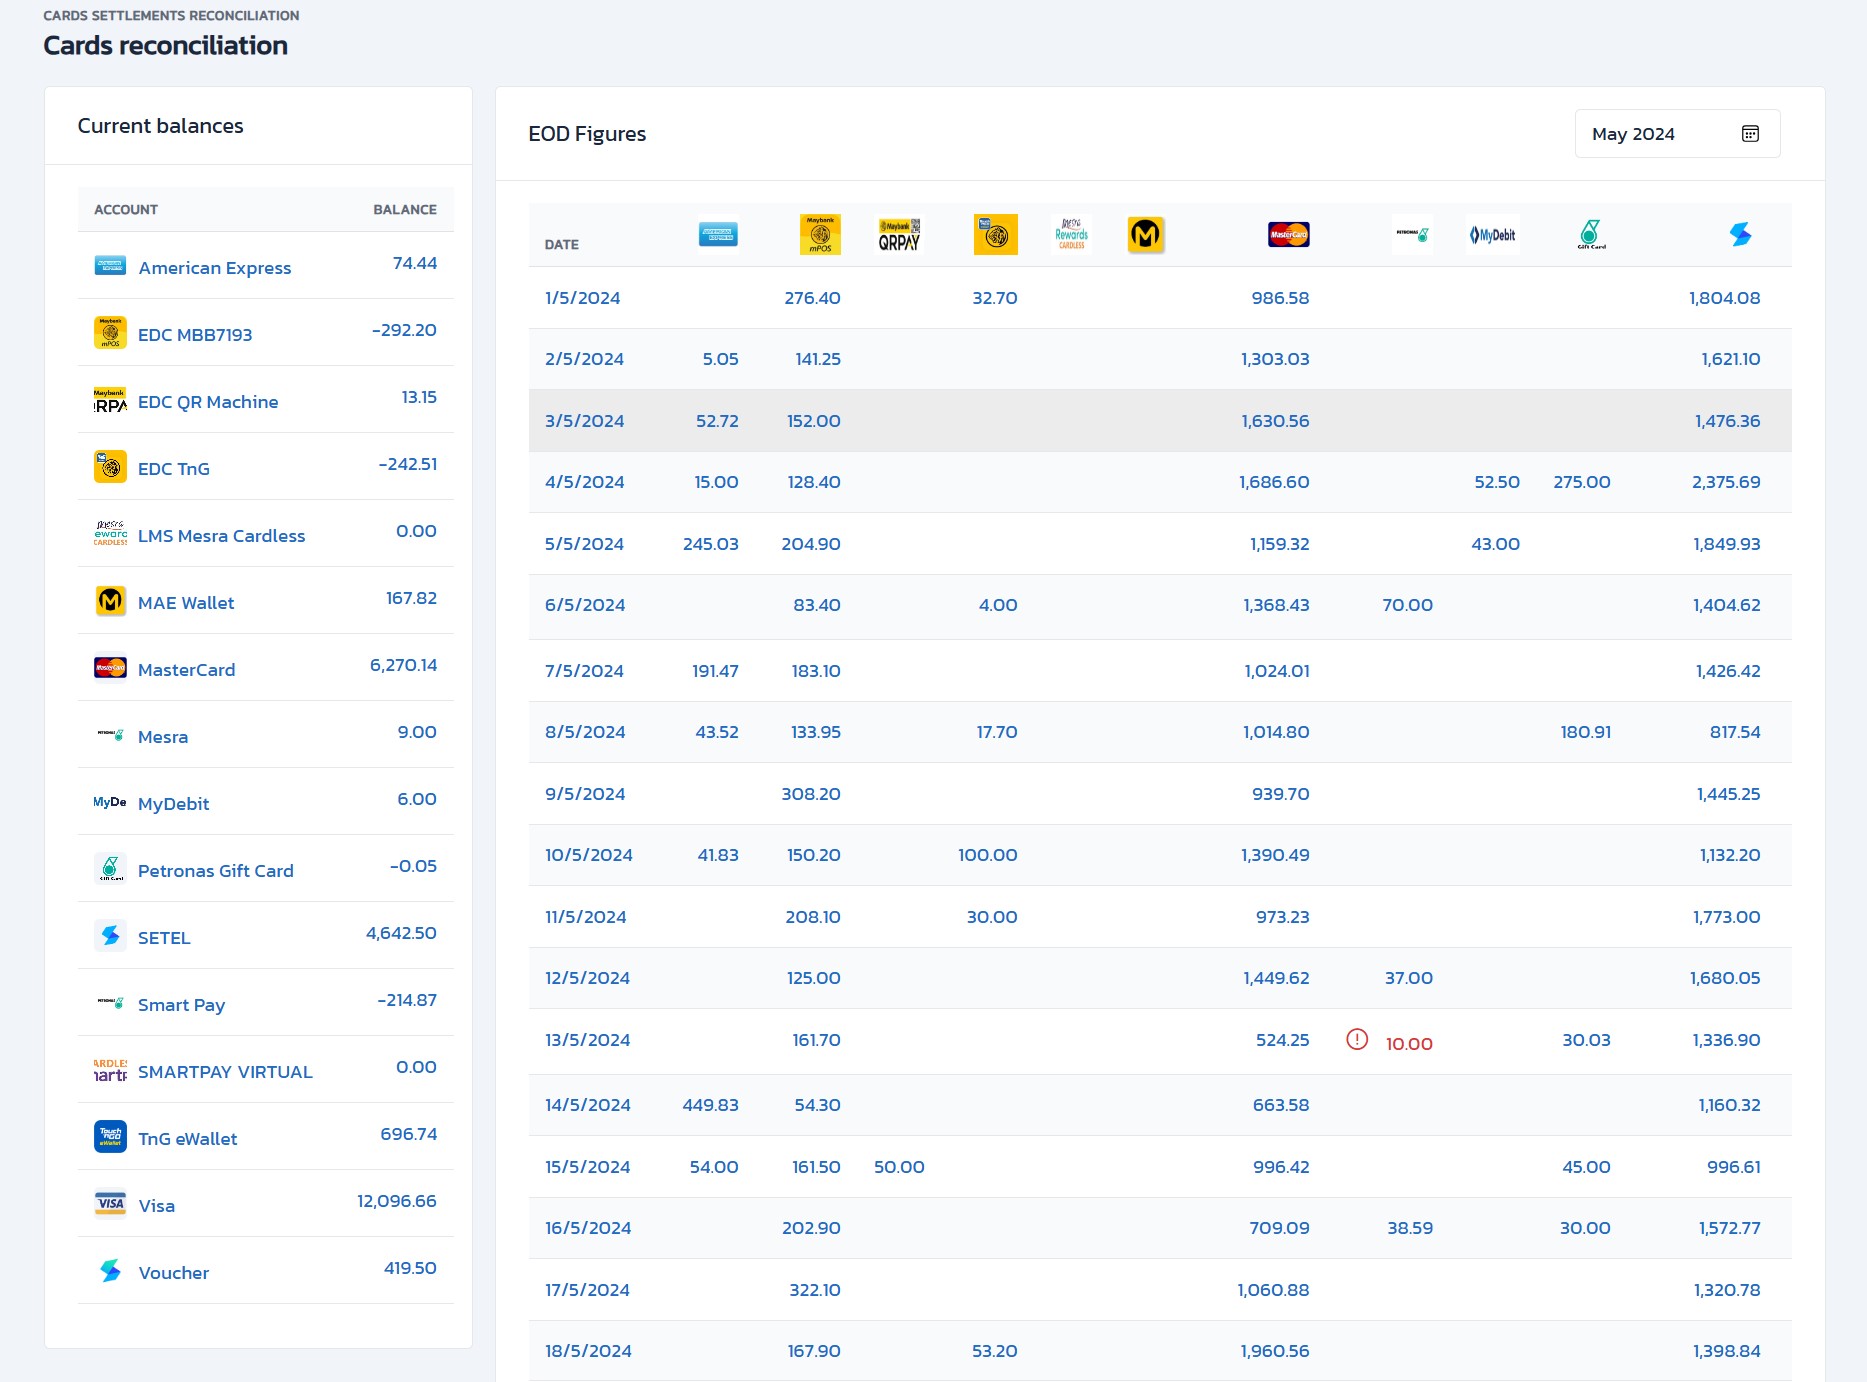 CARDS SETTLEMENTS RECONCILIATION
Cards reconciliation
Current balances
ACCOUNT BALANCE
American Express 74.44
EDC MBB7193 -292.20
EDC QR Machine 13.15
EDC TnG -242.51
LMS Mesra Cardless 0.00
MAE Wallet 167.82
MasterCard 6,270.14
Mesra 9.00
MyDebit 6.00
Petronas Gift Card -0.05
SETEL 4,642.50
Smart Pay -214.87
SMARTPAY VIRTUAL 0.00
TnG eWallet 696.74
VISA Visa 12,096.66
Voucher 419.50
EOD Figures
May 2024
DATE Maybank mPOS Maybank QRPAY Mesra Rewards CARDLESS M MasterCard PETRONAS MyDebit Gift Card
1/5/2024 276.40 32.70 986.58 1,804.08
2/5/2024 5.05 141.25 1,303.03 1,621.10
3/5/2024 52.72 152.00 1,630.56 1,476.36
4/5/2024 15.00 128.40 1,686.60 52.50 275.00 2,375.69
5/5/2024 245.03 204.90 1,159.32 43.00 1,849.93
6/5/2024 83.40 4.00 1,368.43 70.00 1,404.62
7/5/2024 191.47 183.10 1,024.01 1,426.42
8/5/2024 43.52 133.95 17.70 1,014.80 180.91 817.54
9/5/2024 308.20 939.70 1,445.25
10/5/2024 41.83 150.20 100.00 1,390.49 1,132.20
11/5/2024 208.10 30.00 973.23 1,773.00
12/5/2024 125.00 1,449.62 37.00 1,680.05
13/5/2024 161.70 524.25 10.00 30.03 1,336.90
14/5/2024 449.83 54.30 663.58 1,160.32
15/5/2024 54.00 161.50 50.00 996.42 45.00 996.61
16/5/2024 202.90 709.09 38.59 30.00 1,572.77
17/5/2024 322.10 1,060.88 1,320.78
18/5/2024 167.90 53.20 1,960.56 1,398.84